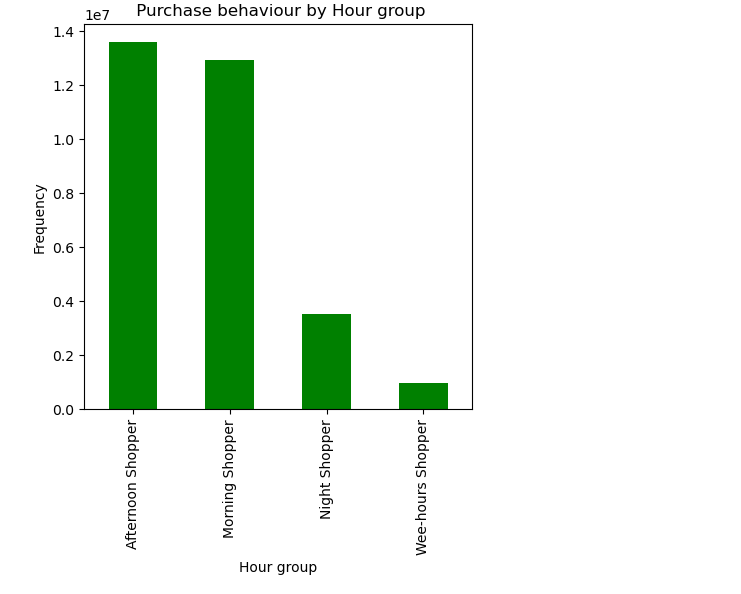 Purchase behaviour by Hour group
1e7
1.4
1.2
1.0
0.8
0.6
0.4
0.2
0.0
Frequency
Afternoon Shopper
Morning Shopper
Night Shopper
Wee-hours Shopper
Hour group